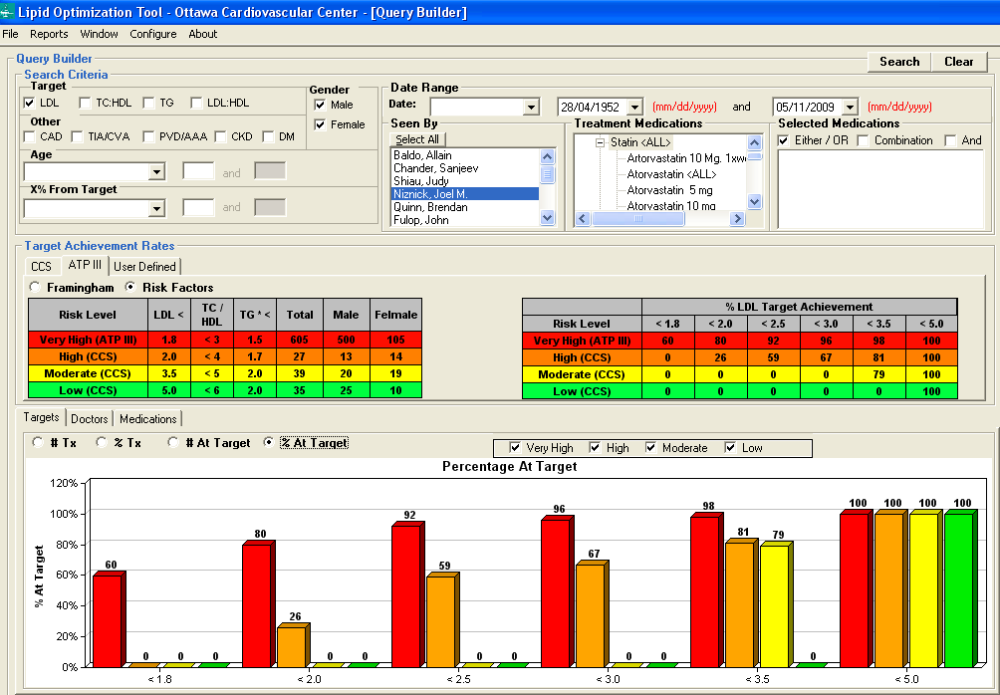 Lipid Optimization Tool - Ottawa Cardiovascular Center - [Query Builder]
File Reports Window Configure About
Query Builder
Search Clear
Search Criteria
Target
LDL TC:HDL TG LDL:HDL
Other
CAD TIA/CVA PVD/AAA CKD DM
Age
and
X% From Target
and
Gender
Male
Female
Date Range
Date: 28/04/1952 (mm/dd/yyyy) and 05/11/2009 (mm/dd/yyyy)
Seen By
Select All
Baldo, Allain
Chander, Sanjeev
Shiau, Judy
Niznick, Joel M.
Quinn, Brendan
Fulop, John
Treatment Medications
Statin <ALL>
Artorvastatin 10 Mg. 1xwe
Atorvastatin <ALL>
Atorvastatin 5 mg
Atorvastatin 10 mg
Selected Medications
Either / OR Combination And
Target Achievement Rates
CCS ATP III User Defined
Framingham Risk Factors
Risk Level LDL < TC / HDL TG * < Total Male Felmale
Very High (ATP III) 1.8 < 3 1.5 605 500 105
High (CCS) 2.0 < 4 1.7 27 13 14
Moderate (CCS) 3.5 < 5 2.0 39 20 19
Low (CCS) 5.0 < 6 2.0 35 25 10
% LDL Target Achievement
Risk Level < 1.8 < 2.0 < 2.5 < 3.0 < 3.5 < 5.0
Very High (ATP III) 60 80 92 96 98 100
High (CCS) 0 26 59 67 81 100
Moderate (CCS) 0 0 0 0 79 100
Low (CCS) 0 0 0 0 0 100
Targets Doctors Medications
# Tx % Tx # At Target % At Target
Very High High Moderate Low
Percentage At Target
% At Target
120%
100%
80%
60%
40%
20%
0%
60 0 0 0
80 26 0 0
92 59 0 0
96 67 0 0
98 81 79 0
100 100 100 100
< 1.8 < 2.0 < 2.5 < 3.0 < 3.5 < 5.0